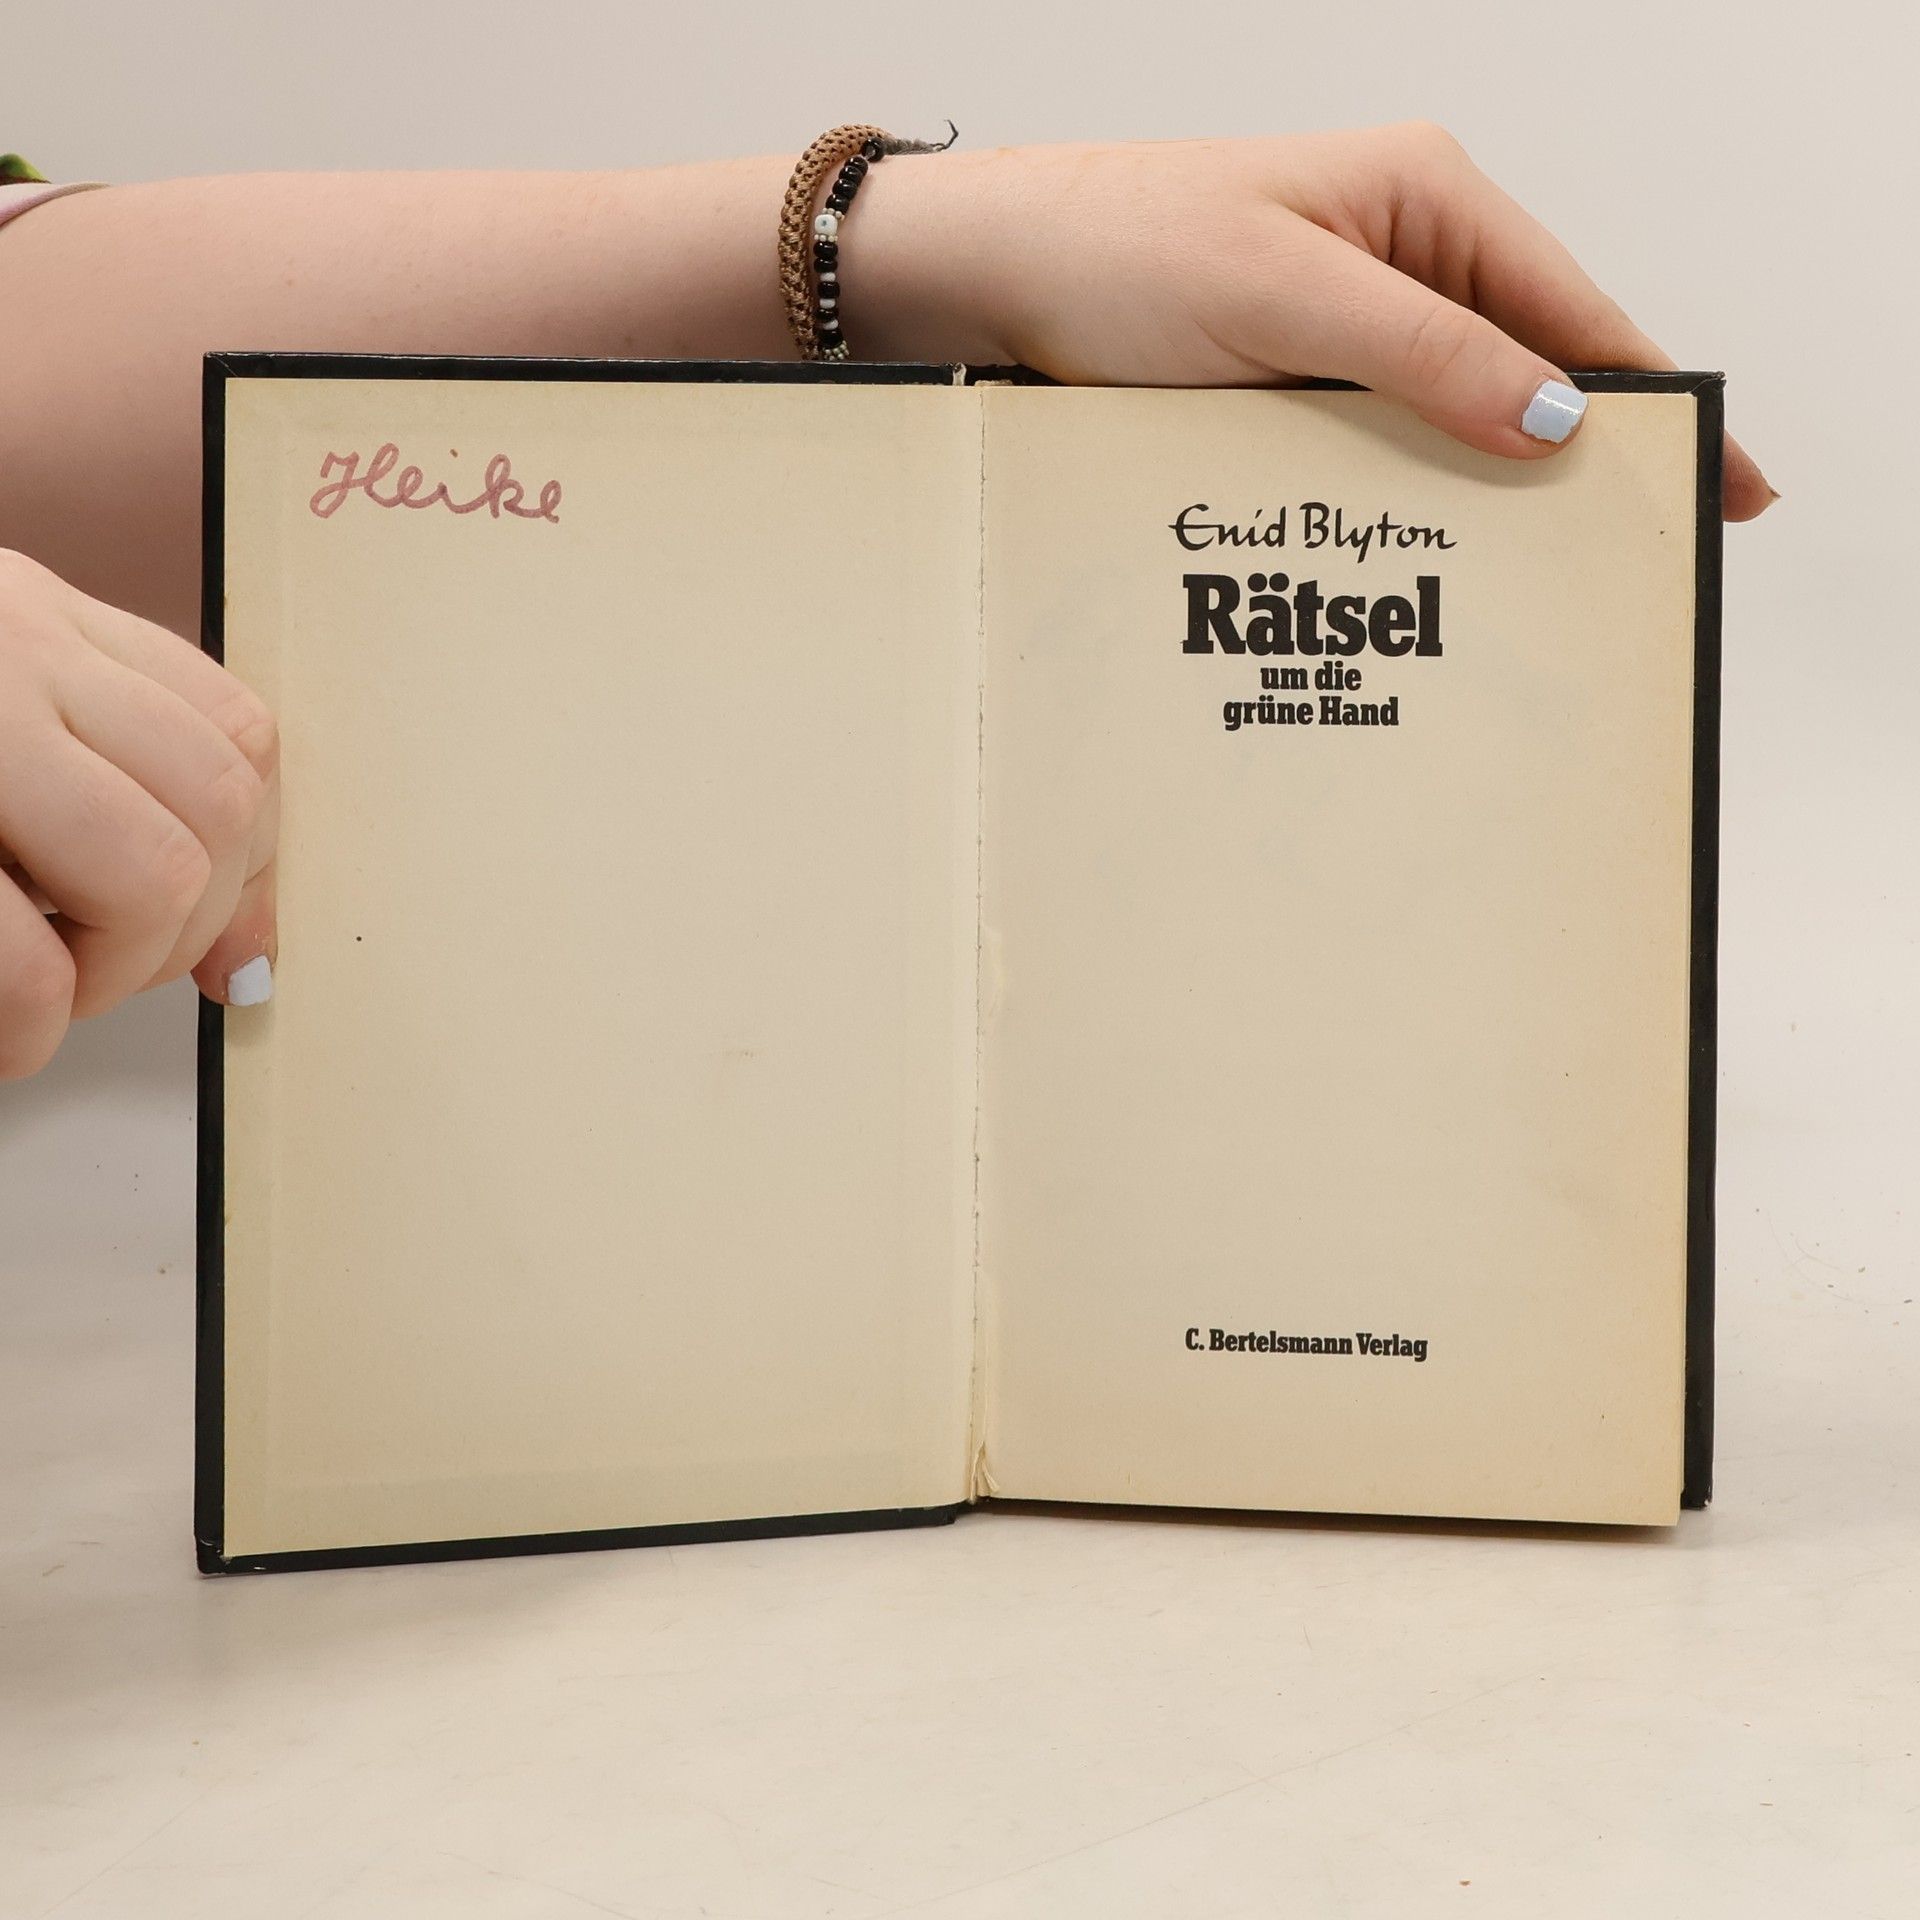 Heike
Enid Blyton
Rätsel
um die
grüne Hand
C. Bertelsmann Verlag